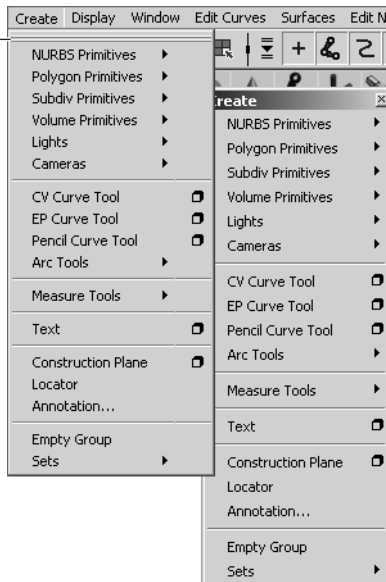 Create Display Window Edit Curves Surfaces Edit N
NURBS Primitives
Polygon Primitives
Subdiv Primitives
Volume Primitives
Lights
Cameras
CV Curve Tool
EP Curve Tool
Pencil Curve Tool
Arc Tools
Measure Tools
Text
Construction Plane
Locator
Annotation...
Empty Group
Sets
Create
NURBS Primitives
Polygon Primitives
Subdiv Primitives
Volume Primitives
Lights
Cameras
CV Curve Tool
EP Curve Tool
Pencil Curve Tool
Arc Tools
Measure Tools
Text
Construction Plane
Locator
Annotation...
Empty Group
Sets